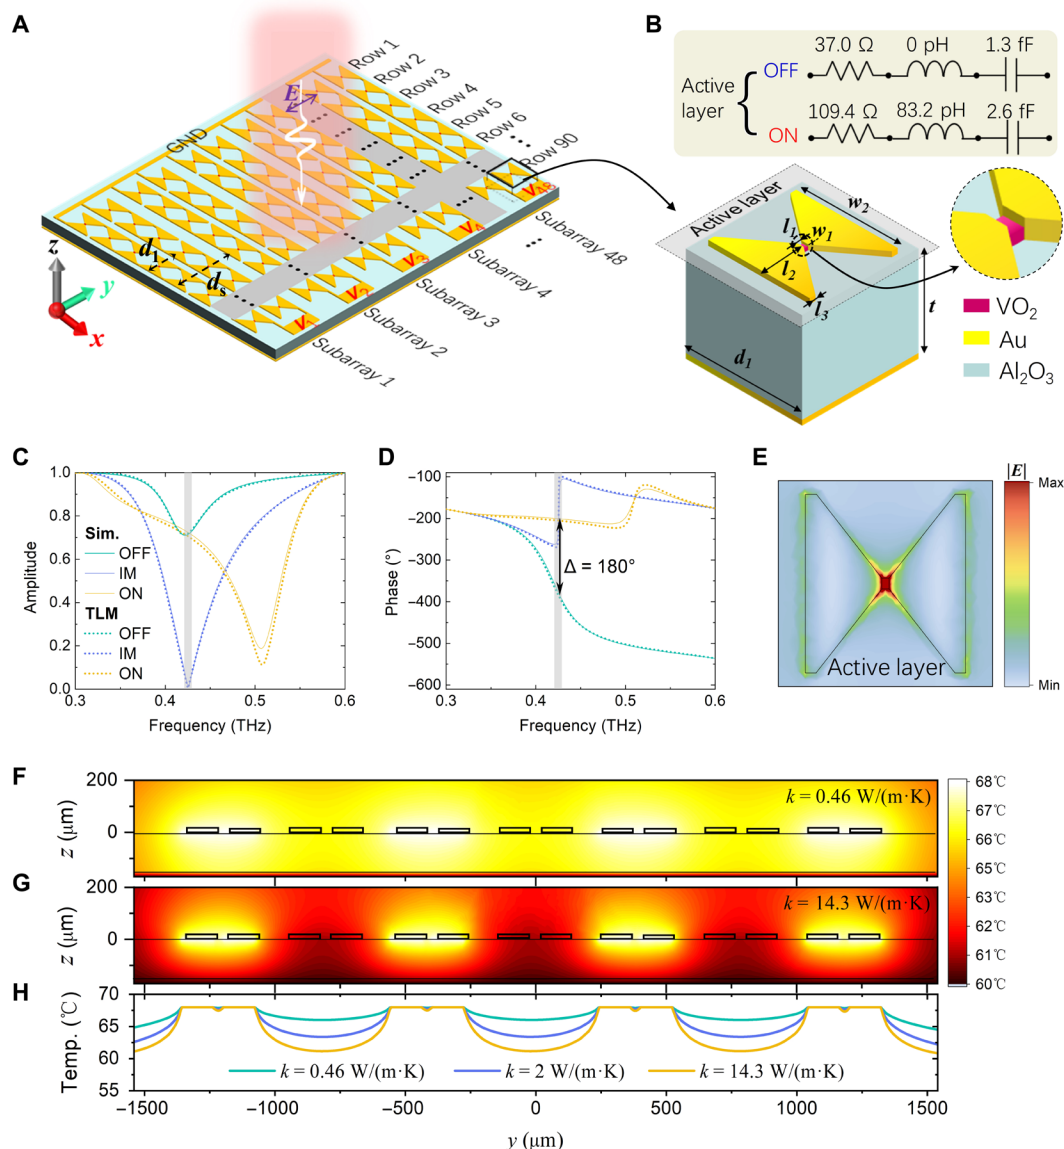 A
E
GND
Row 1
Row 2
Row 3
Row 4
Row 5
Row 6
Row 90
V48
V4
V3
V2
Subarray 48
Subarray 4
Subarray 3
Subarray 2
Subarray 1
d1
ds
z
y
x
B
37.0 Ω 0 pH 1.3 fF
OFF
Active
layer
109.4 Ω 83.2 pH 2.6 fF
ON
Active layer
w2
l1 w1
l2
l3
t
d1
VO2
Au
Al2O3
C
1.0
0.8
0.6
0.4
0.2
0.0
Amplitude
Sim.
OFF
IM
ON
TLM
OFF
IM
ON
0.3 0.4 0.5 0.6
Frequency (THz)
D
−100
−200
−300
−400
−500
−600
Phase (°)
Δ = 180°
0.3 0.4 0.5 0.6
Frequency (THz)
E
Active layer
|E|
Max
Min
F
200
0
z (μm)
k = 0.46 W/(m·K)
G
200
0
z (μm)
k = 14.3 W/(m·K)
68℃
67℃
66℃
65℃
64℃
63℃
62℃
61℃
60℃
H
70
65
60
55
Temp. (℃)
k = 0.46 W/(m·K) k = 2 W/(m·K) k = 14.3 W/(m·K)
−1500 −1000 −500 0 500 1000 1500
y (μm)